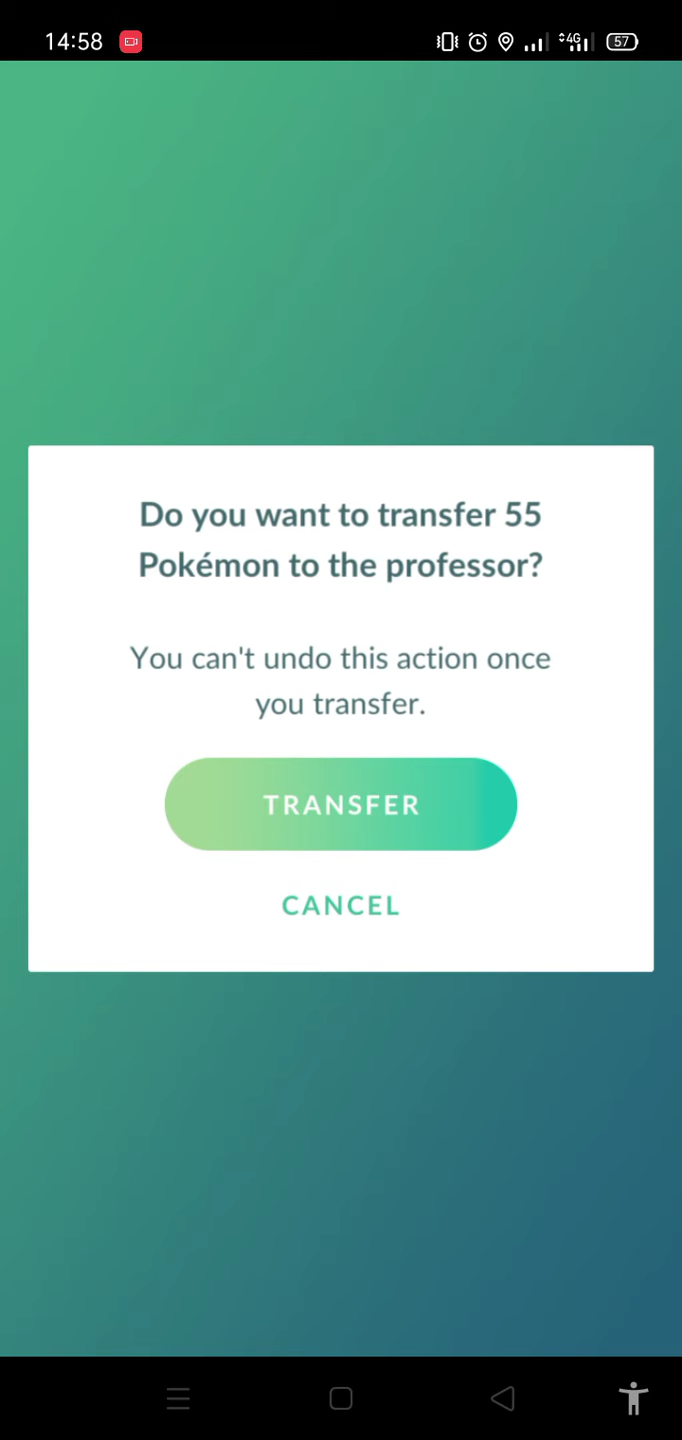 14:58 4G 57
Do you want to transfer 55
Pokémon to the professor?
You can't undo this action once
you transfer.
TRANSFER
CANCEL